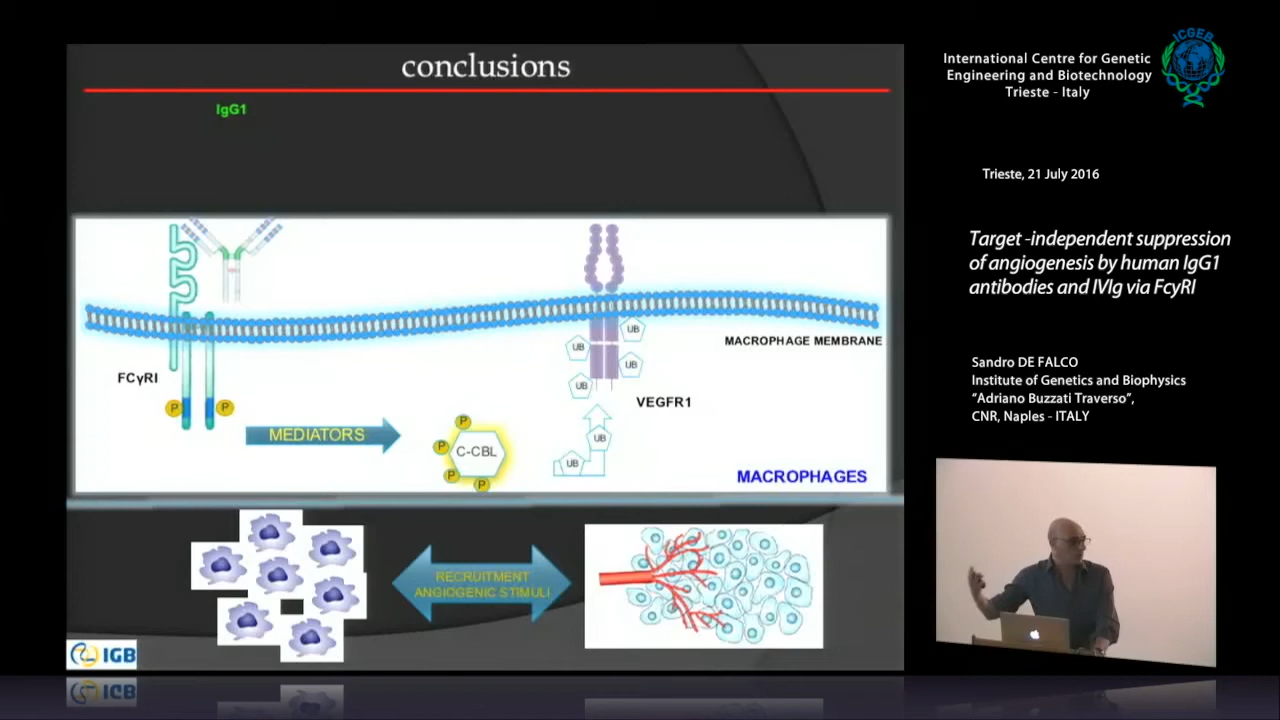 conclusions
IgG1
FCγRI
P
P
MEDIATORS
P
P
P
P
C-CBL
UB
UB
UB
UB
UB
UB
VEGFR1
MACROPHAGE MEMBRANE
MACROPHAGES
RECRUITMENT
ANGIOGENIC STIMULI
IGB
ICGEB
International Centre for Genetic
Engineering and Biotechnology
Trieste - Italy
Trieste, 21 July 2016
Target -independent suppression
of angiogenesis by human IgG1
antibodies and IVIg via FcγRI
Sandro DE FALCO
Institute of Genetics and Biophysics
“Adriano Buzzati Traverso”,
CNR, Naples - ITALY